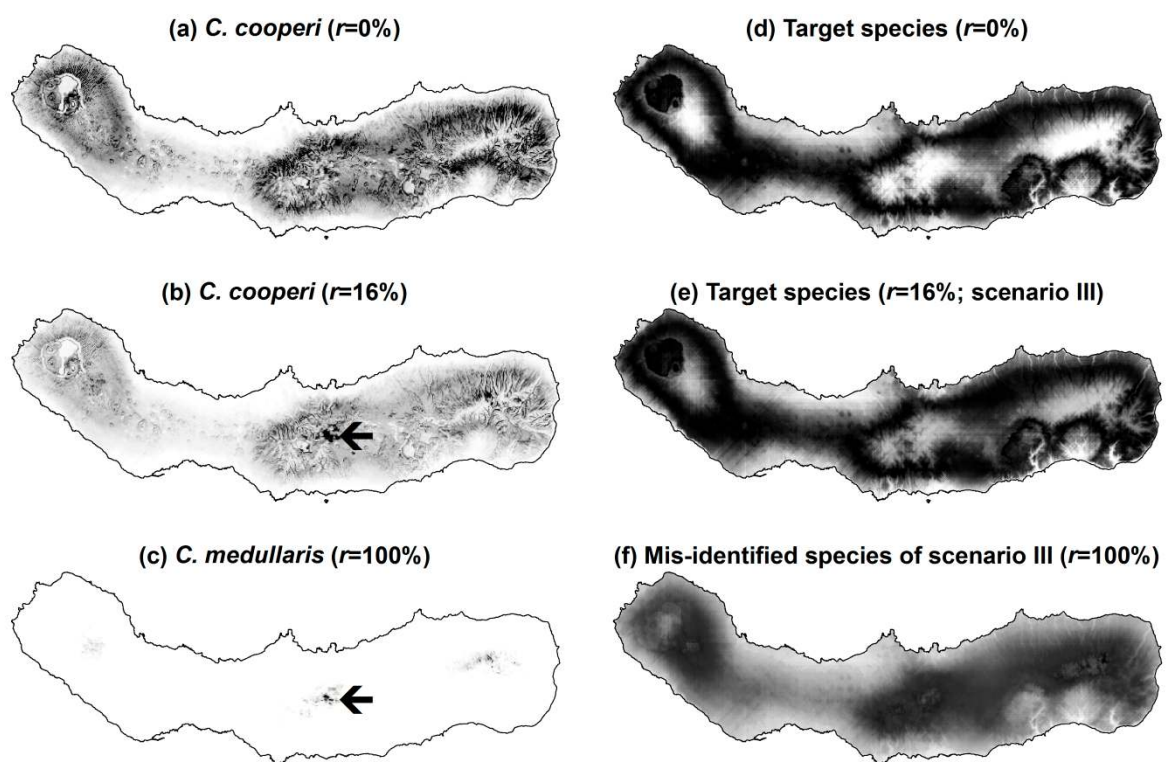 (a) C. cooperi (r=0%)
(d) Target species (r=0%)
(b) C. cooperi (r=16%)
(e) Target species (r=16%; scenario III)
(c) C. medullaris (r=100%)
(f) Mis-identified species of scenario III (r=100%)